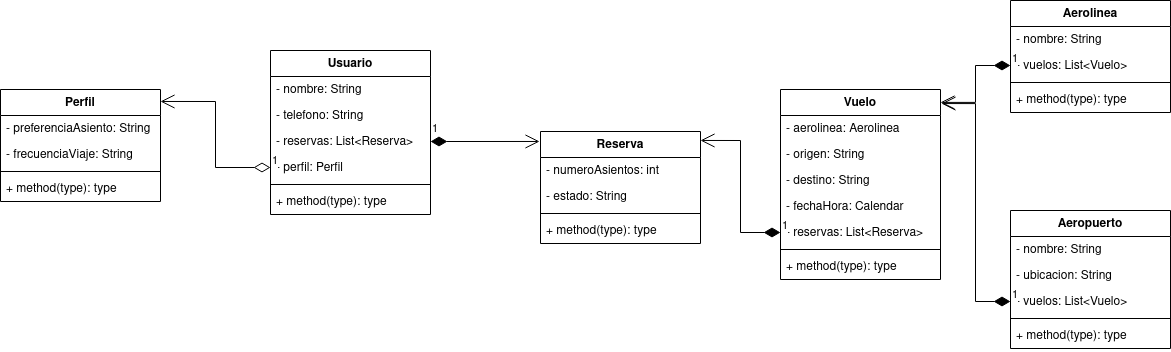 Perfil
- preferenciaAsiento: String
- frecuenciaViaje: String
+ method(type): type
Usuario
- nombre: String
- telefono: String
- reservas: List<Reserva>
1
- perfil: Perfil
1
+ method(type): type
Reserva
- numeroAsientos: int
- estado: String
+ method(type): type
Vuelo
- aerolinea: Aerolinea
- origen: String
- destino: String
- fechaHora: Calendar
- reservas: List<Reserva>
1
+ method(type): type
Aerolinea
- nombre: String
- vuelos: List<Vuelo>
1
+ method(type): type
Aeropuerto
- nombre: String
- ubicacion: String
- vuelos: List<Vuelo>
1
+ method(type): type